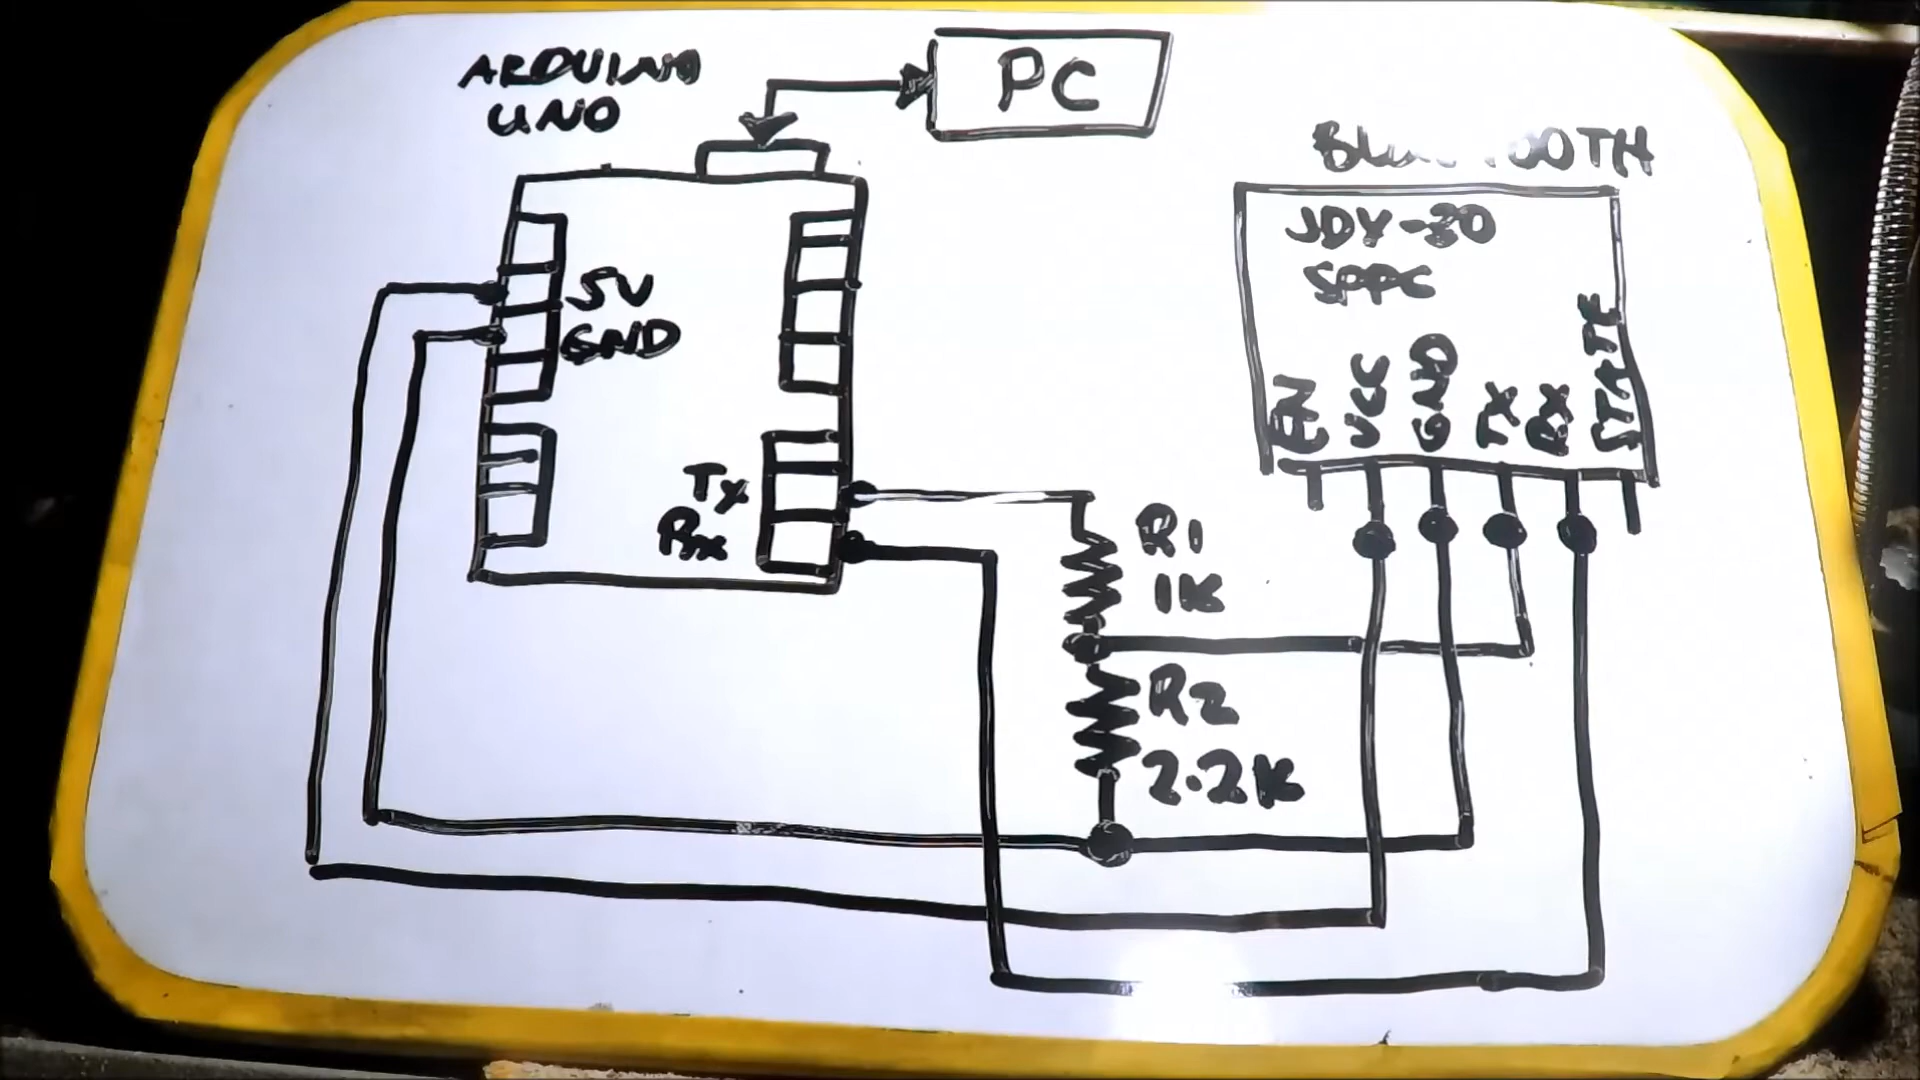 ARDUINO
UNO
PC
JDY-30
SPPC
5V
GND
EN
VCC
GND
TX
RX
STATE
Tx
Rx
R1
1K
R2
2.2K